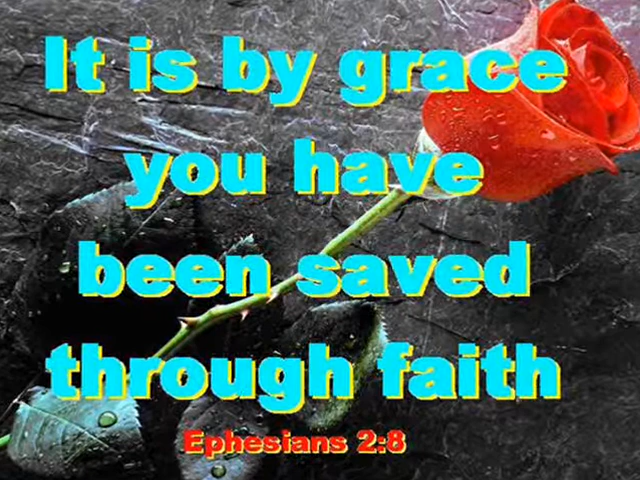 It is by grace
you have
been saved
through faith
Ephesians 2:8